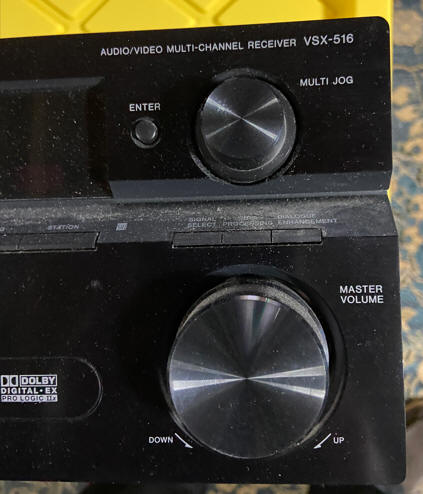 AUDIO/VIDEO MULTI-CHANNEL RECEIVER VSX-516
MULTI JOG
ENTER
STATION
SIGNAL
SELECT
PROCESSING
DIALOGUE
ENHANCEMENT
MASTER
VOLUME
DOLBY
DIGITAL•EX
PRO LOGIC IIx
DOWN
UP